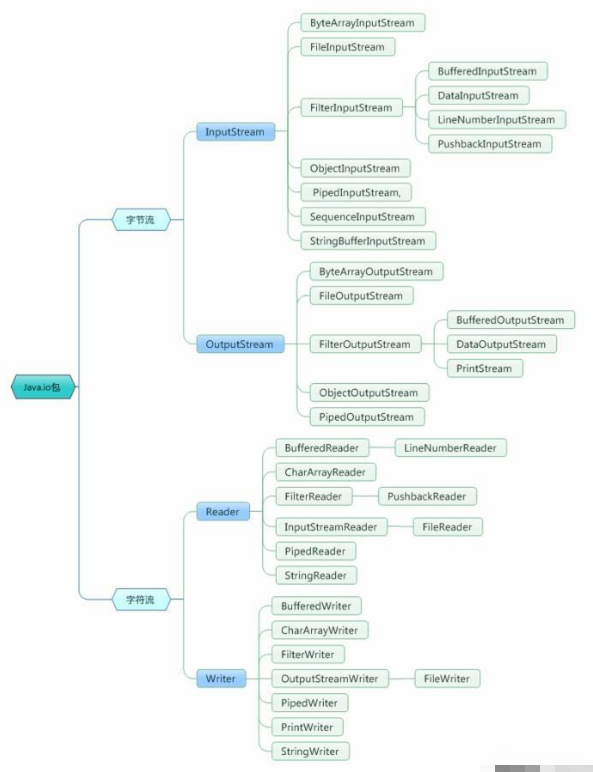 Java.io包
字节流
InputStream
ByteArrayInputStream
FileInputStream
FilterInputStream
BufferedInputStream
DataInputStream
LineNumberInputStream
PushbackInputStream
ObjectInputStream
PipedInputStream,
SequenceInputStream
StringBufferInputStream
OutputStream
ByteArrayOutputStream
FileOutputStream
FilterOutputStream
BufferedOutputStream
DataOutputStream
PrintStream
ObjectOutputStream
PipedOutputStream
字符流
Reader
BufferedReader
LineNumberReader
CharArrayReader
FilterReader
PushbackReader
InputStreamReader
FileReader
PipedReader
StringReader
Writer
BufferedWriter
CharArrayWriter
FilterWriter
OutputStreamWriter
FileWriter
PipedWriter
PrintWriter
StringWriter